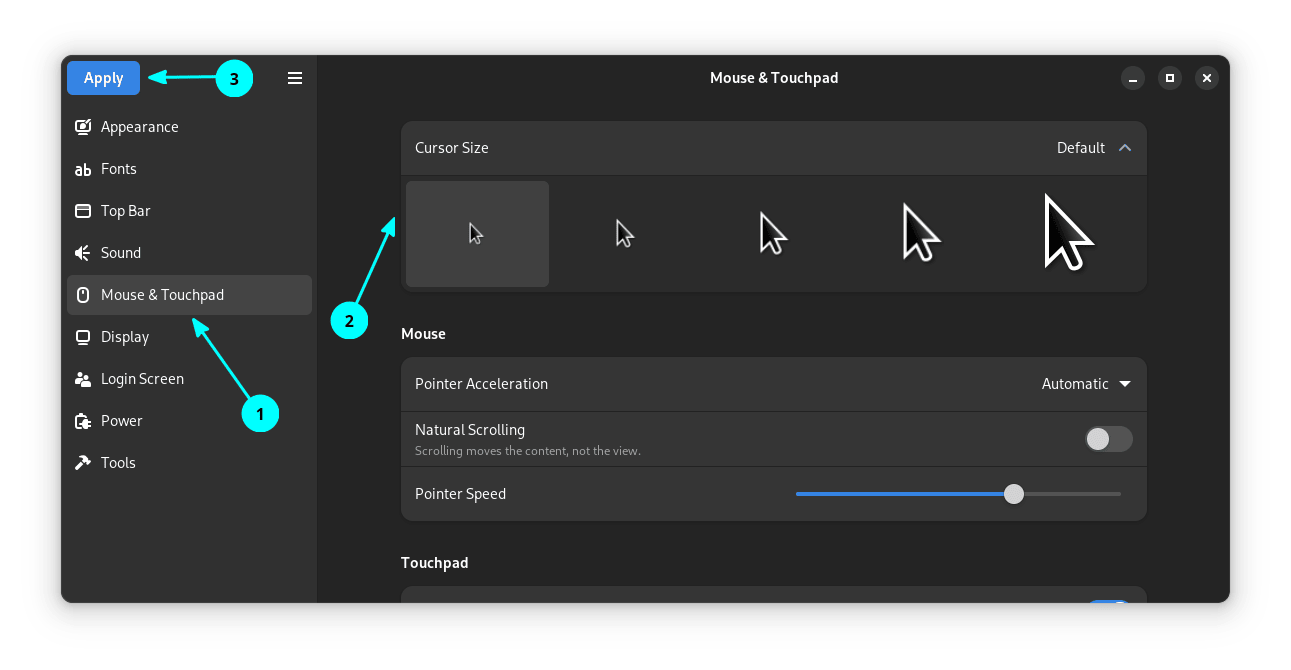 Apply
3
Mouse & Touchpad
Appearance
Fonts
Top Bar
Sound
Mouse & Touchpad
Display
Login Screen
Power
Tools
1
Cursor Size
Default
2
Mouse
Pointer Acceleration
Automatic
Natural Scrolling
Scrolling moves the content, not the view.
Pointer Speed
Touchpad